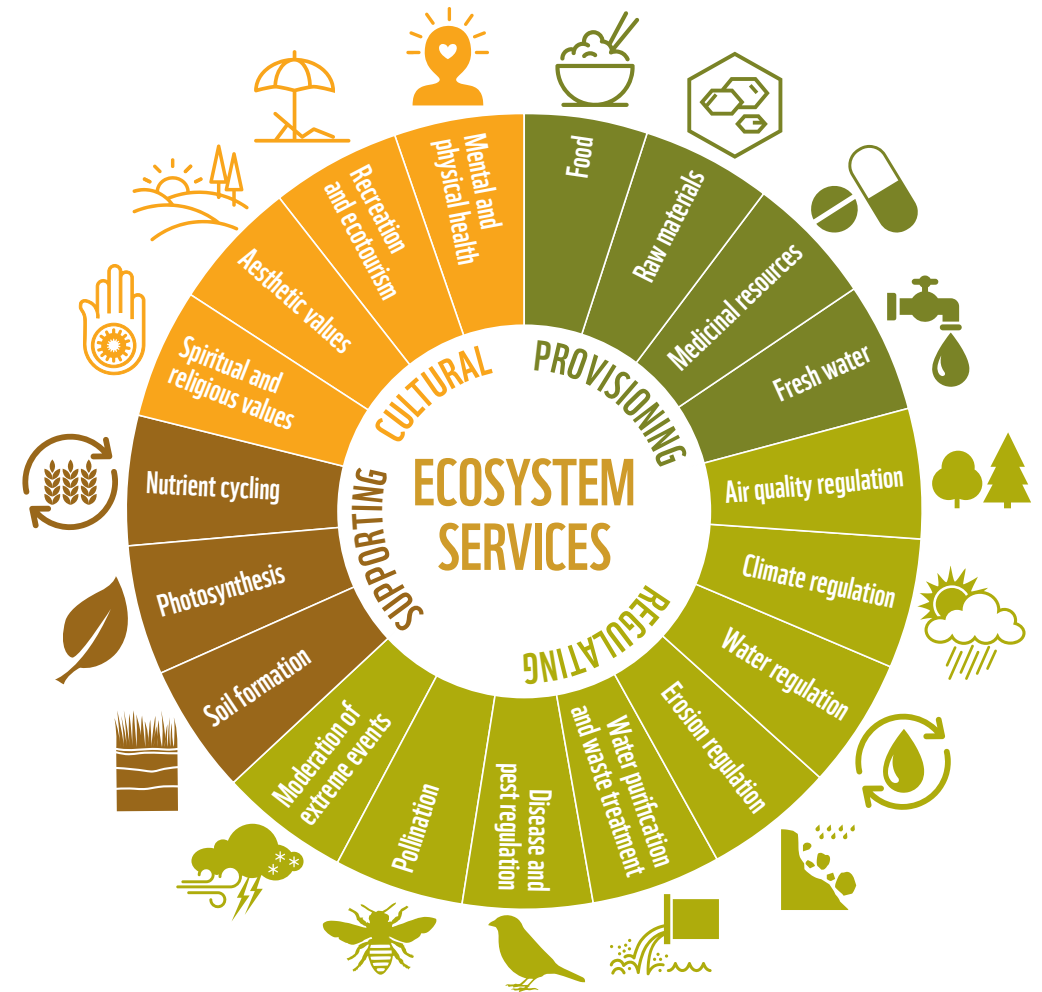 ECOSYSTEM
SERVICES
PROVISIONING
Food
Raw materials
Medicinal resources
Fresh water
REGULATING
Air quality regulation
Climate regulation
Water regulation
Erosion regulation
Water purification
and waste treatment
Disease and
pest regulation
Pollination
Moderation of
extreme events
SUPPORTING
Soil formation
Photosynthesis
Nutrient cycling
CULTURAL
Spiritual and
religious values
Aesthetic values
Recreation
and ecotourism
Mental and
physical health